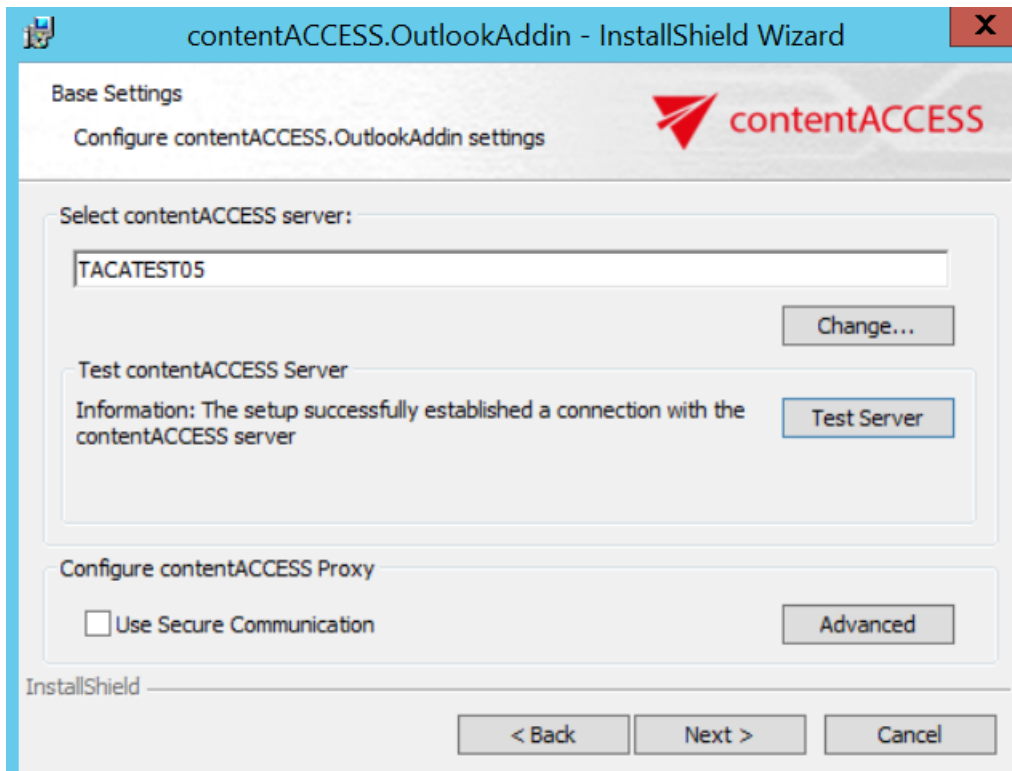 contentACCESS.OutlookAddin - InstallShield Wizard
X
Base Settings
Configure contentACCESS.OutlookAddin settings
contentACCESS
Select contentACCESS server:
TACATEST05
Change...
Test contentACCESS Server
Information: The setup successfully established a connection with the
contentACCESS server
Test Server
Configure contentACCESS Proxy
Use Secure Communication
Advanced
InstallShield
< Back
Next >
Cancel